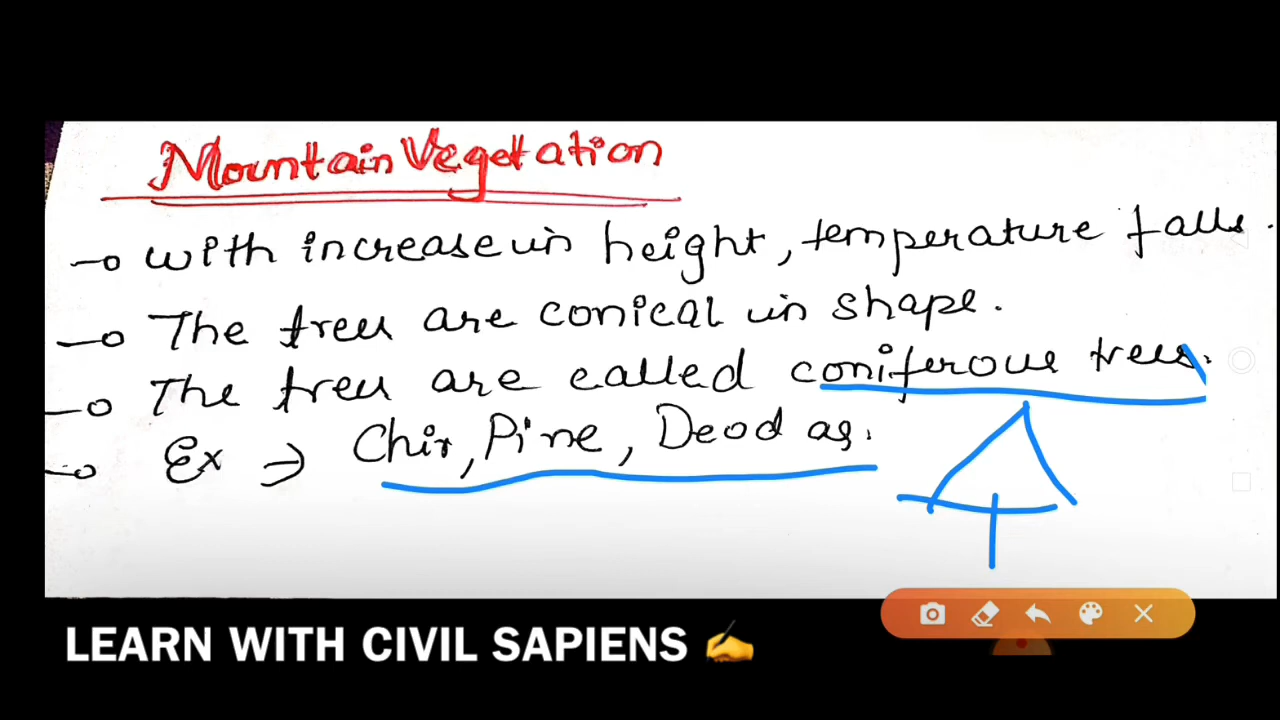 Mountain Vegetation
with increase in height, temperature falls.
The trees are conical in shape.
The trees are called coniferous trees.
Ex ⇒ Chir, Pine, Deodar.
LEARN WITH CIVIL SAPIENS ✍